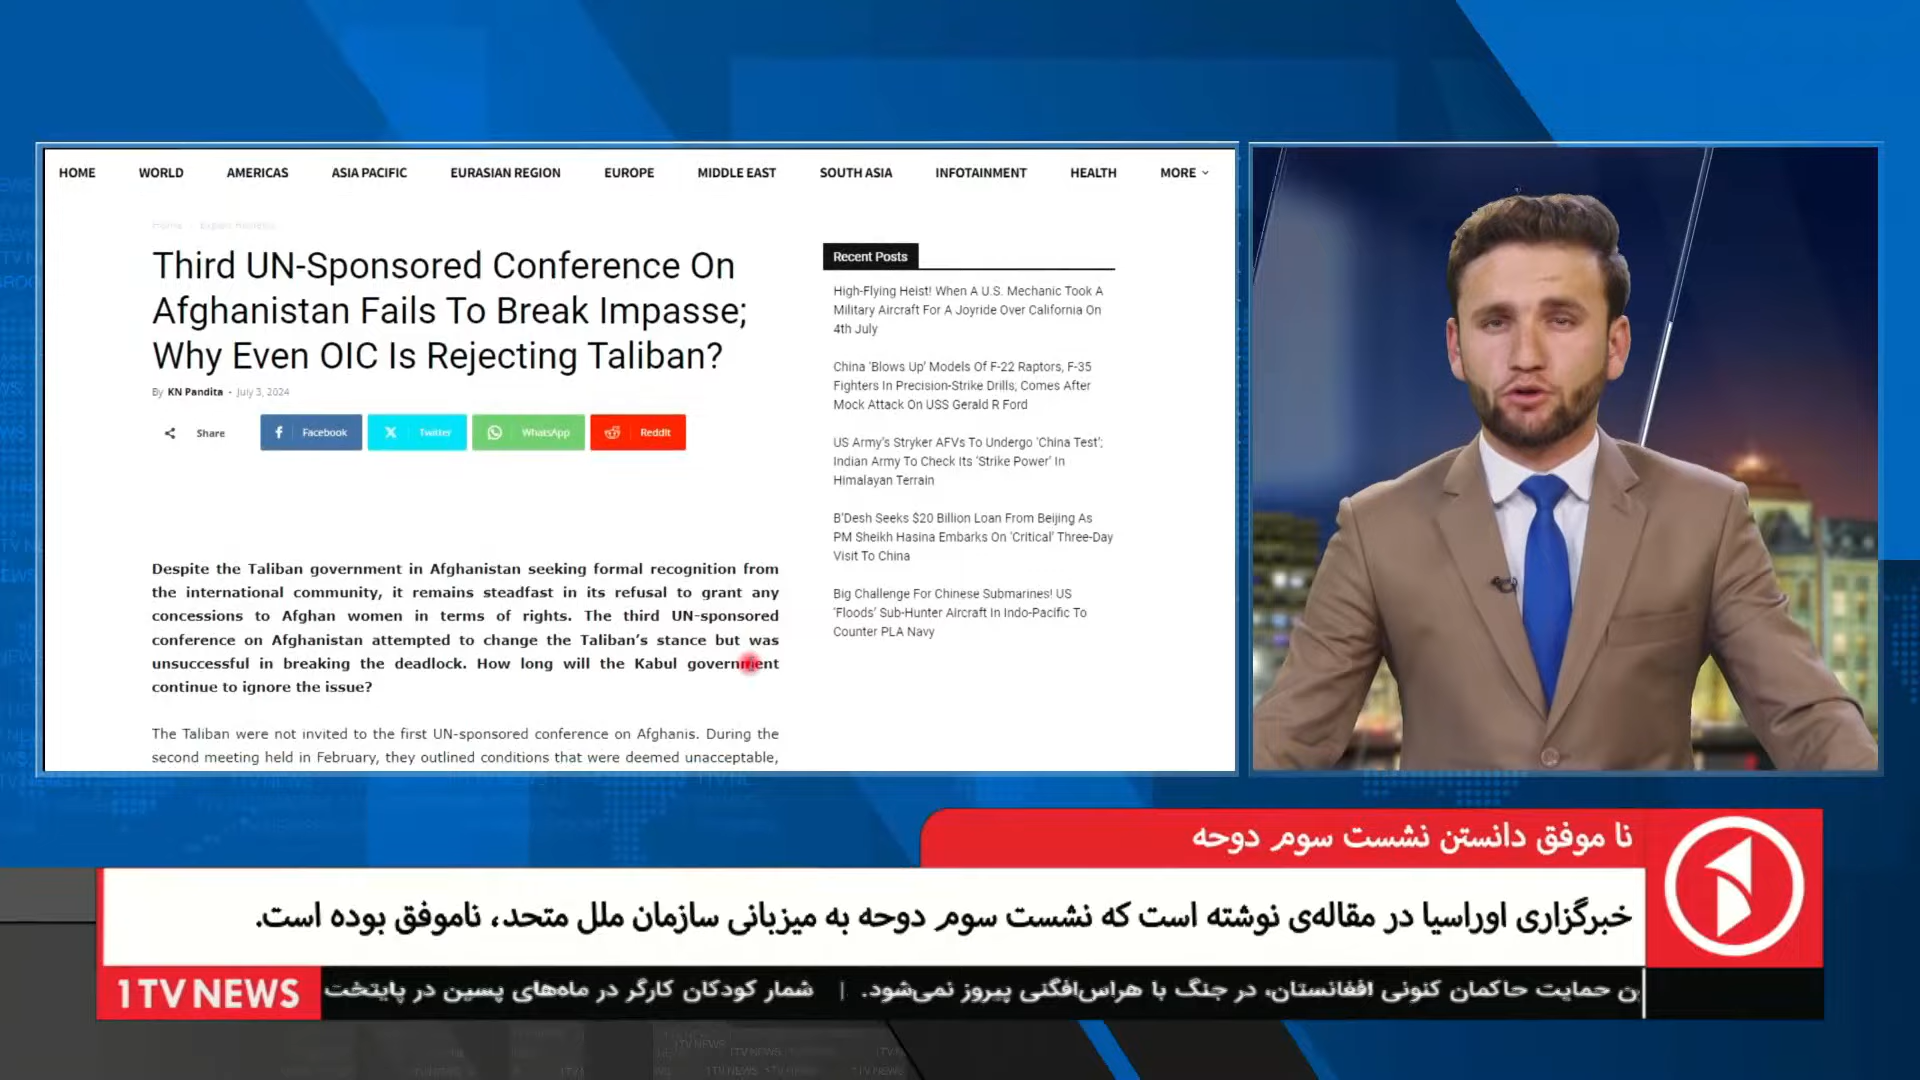 HOME WORLD AMERICAS ASIA PACIFIC EURASIAN REGION EUROPE MIDDLE EAST SOUTH ASIA INFOTAINMENT HEALTH MORE
Home
Third UN-Sponsored Conference On
Afghanistan Fails To Break Impasse;
Why Even OIC Is Rejecting Taliban?
By KN Pandita - July 3, 2024
Share Facebook Twitter WhatsApp ReddIt
Despite the Taliban government in Afghanistan seeking formal recognition from
the international community, it remains steadfast in its refusal to grant any
concessions to Afghan women in terms of rights. The third UN-sponsored
conference on Afghanistan attempted to change the Taliban's stance but was
unsuccessful in breaking the deadlock. How long will the Kabul government
continue to ignore the issue?
The Taliban were not invited to the first UN-sponsored conference on Afghanis. During the
second meeting held in February, they outlined conditions that were deemed unacceptable,
Recent Posts
High-Flying Heist! When A U.S. Mechanic Took A
Military Aircraft For A Joyride Over California On
4th July
China 'Blows Up' Models Of F-22 Raptors, F-35
Fighters In Precision-Strike Drills; Comes After
Mock Attack On USS Gerald R Ford
US Army's Stryker AFVs To Undergo 'China Test';
Indian Army To Check Its 'Strike Power' In
Himalayan Terrain
B'Desh Seeks $20 Billion Loan From Beijing As
PM Sheikh Hasina Embarks On 'Critical' Three-Day
Visit To China
Big Challenge For Chinese Submarines! US
'Floods' Sub-Hunter Aircraft In Indo-Pacific To
Counter PLA Navy
نا موفق دانستن نشست سوم دوحه
خبرگزاری اوراسیا در مقاله‌ی نوشته است که نشست سوم دوحه به میزبانی سازمان ملل متحد، ناموفق بوده است.
ن حمایت حاکمان کنونی افغانستان، در جنگ با هراس‌افگنی پیروز نمی‌شود. | شمار کودکان کارگر در ماه‌های پسین در پایتخت
1TV NEWS